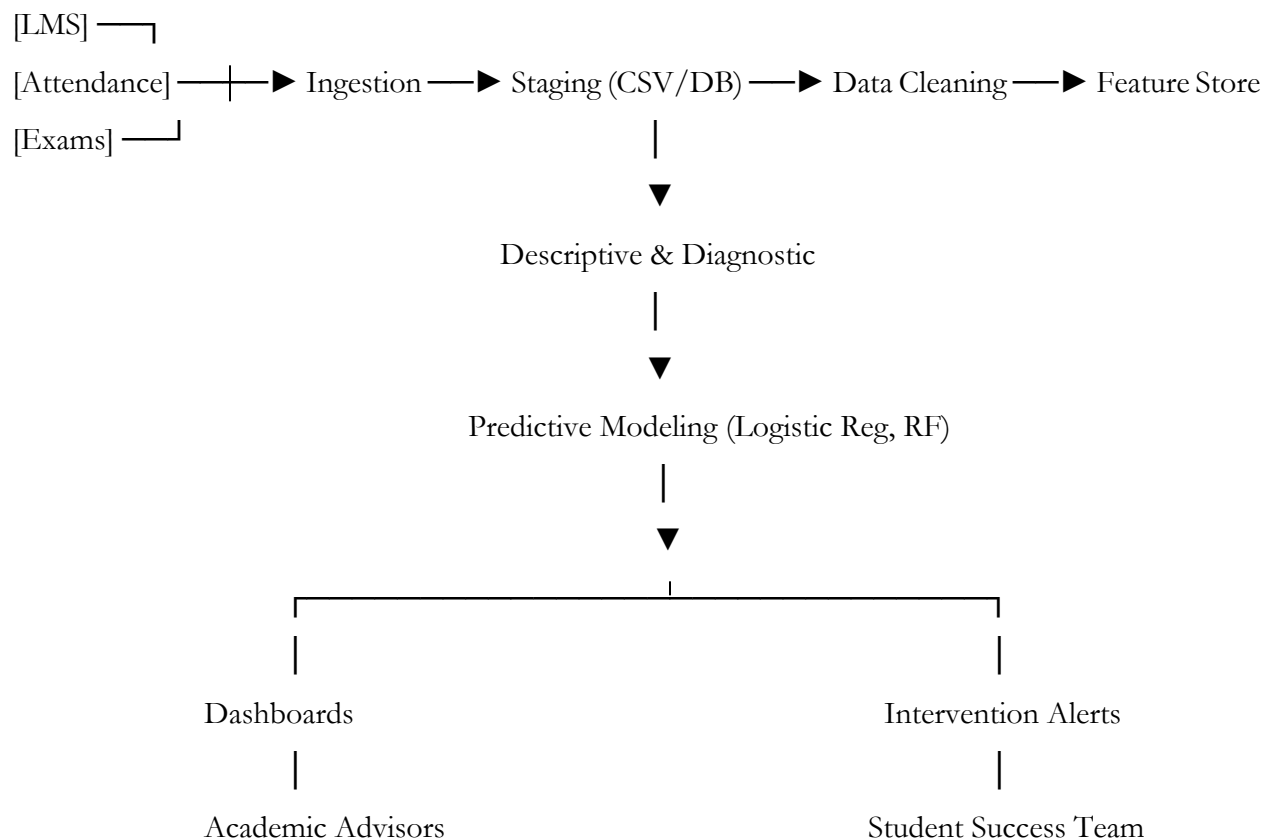 [LMS]
[Attendance] Ingestion Staging (CSV/DB) Data Cleaning Feature Store
[Exams]
Descriptive & Diagnostic
Predictive Modeling (Logistic Reg, RF)
Dashboards Intervention Alerts
Academic Advisors Student Success Team